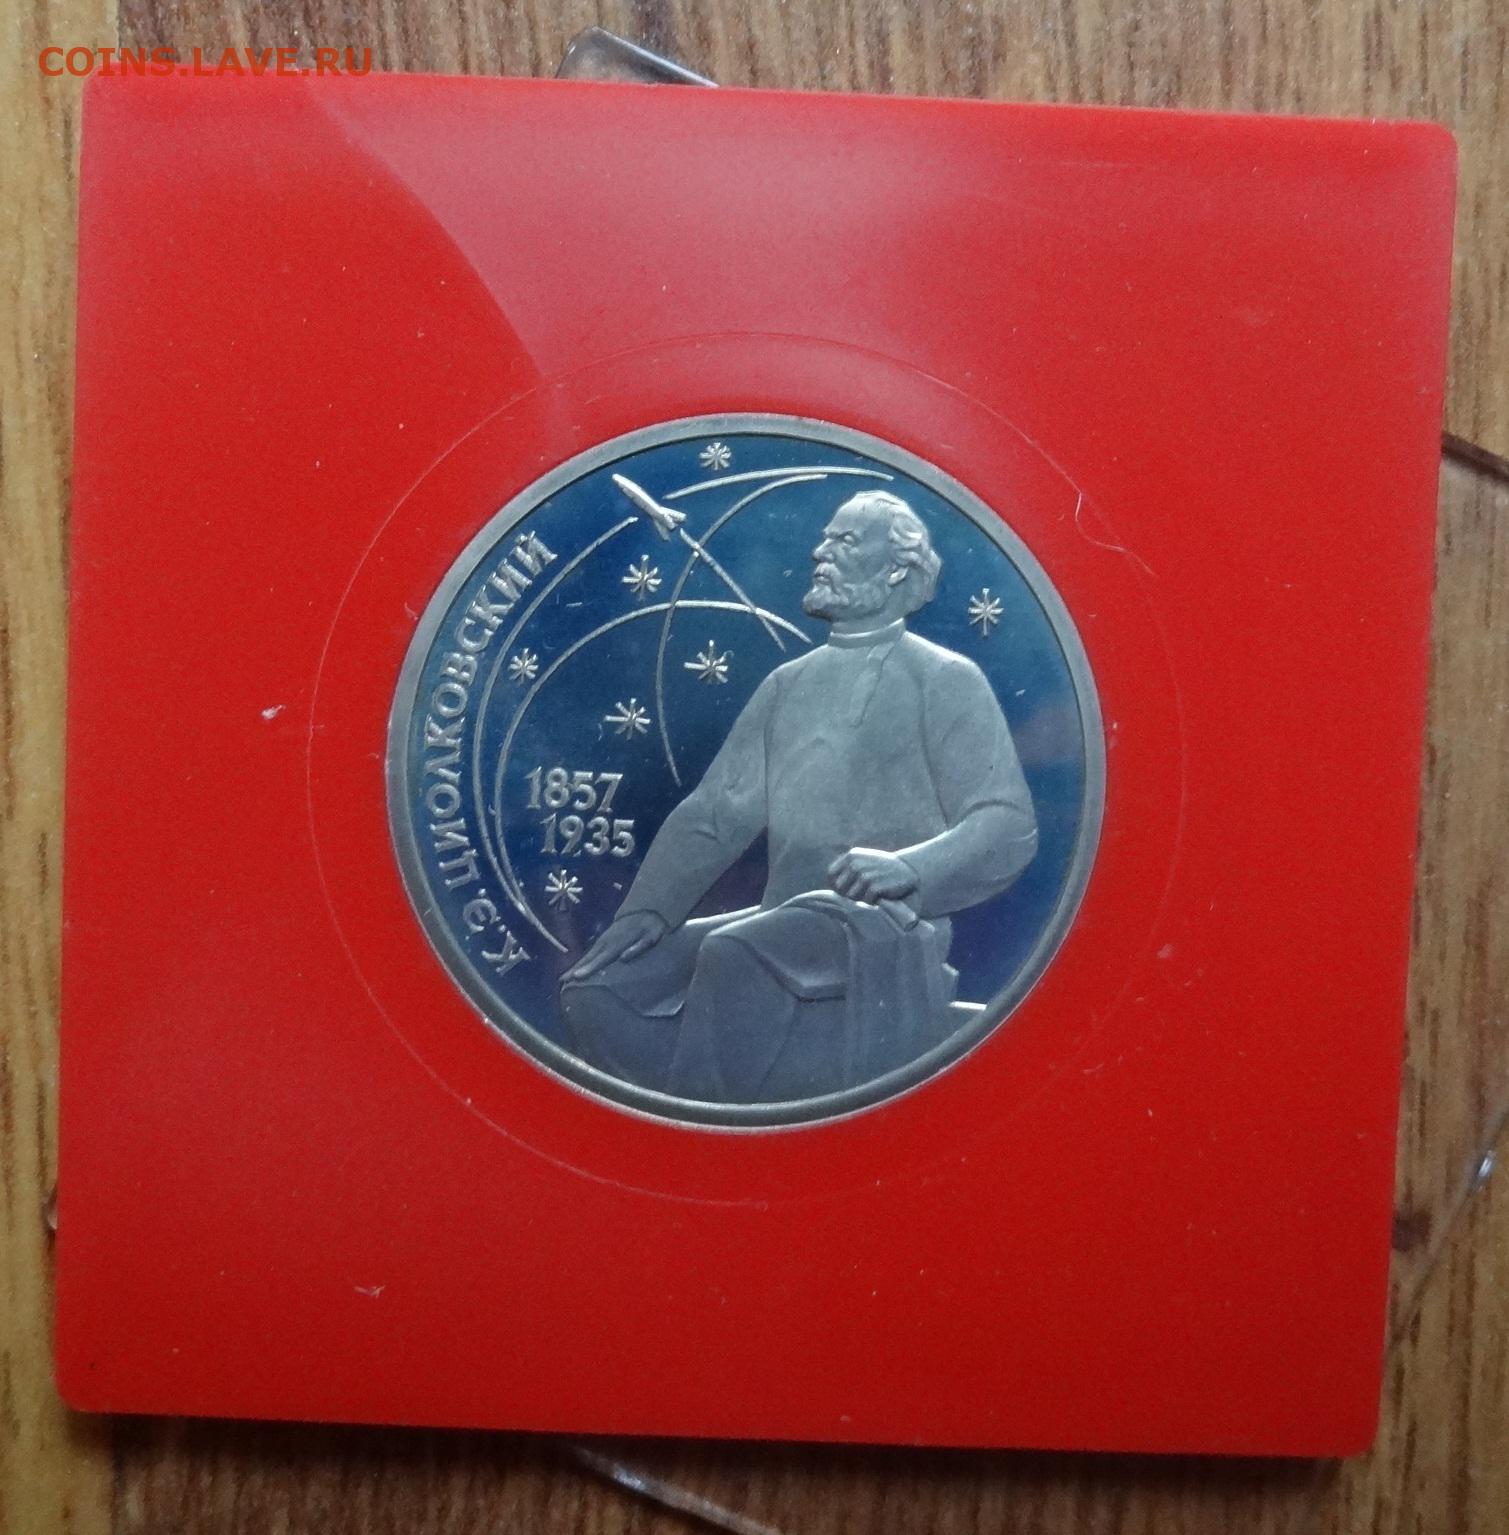 COINS.LAVE.RU
К.Э. ЦИОЛКОВСКИЙ
1857
1935